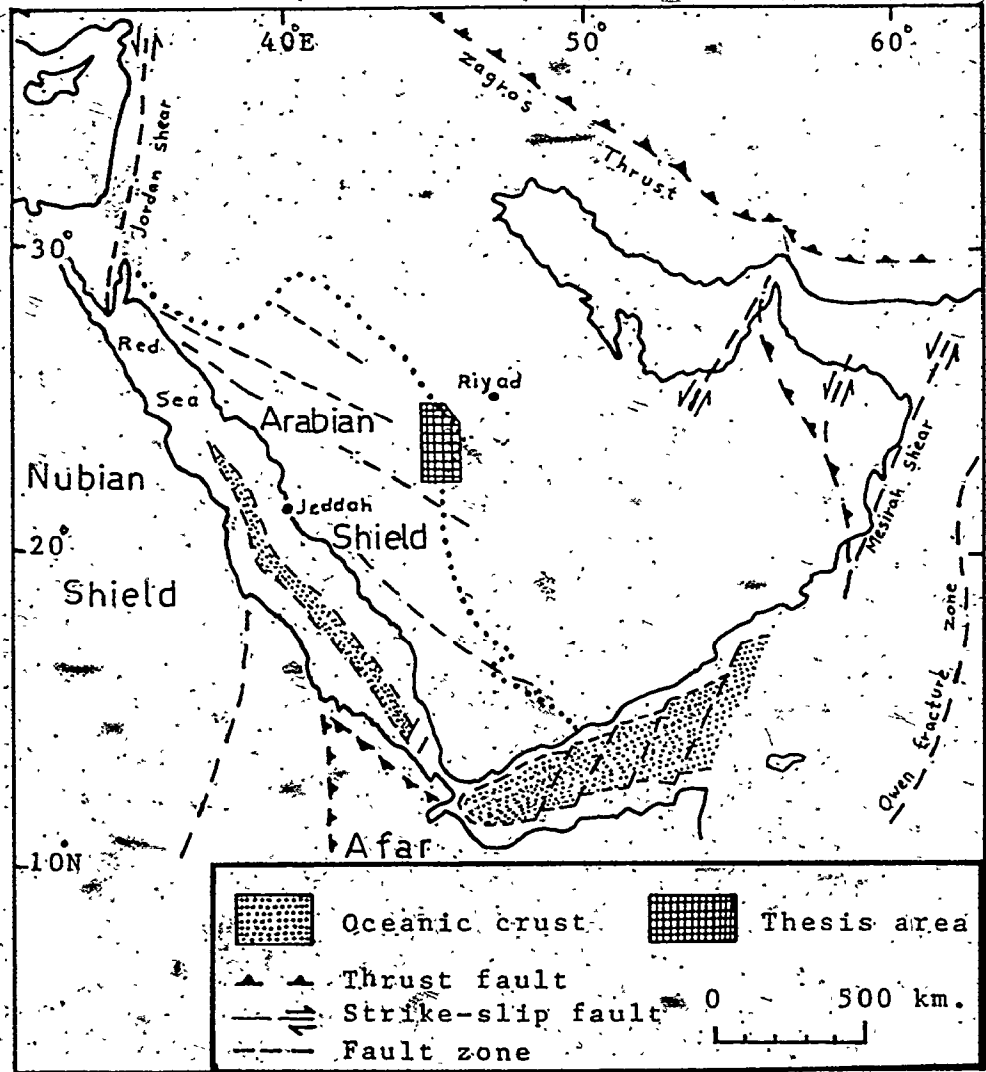 40°E
50°
60°
Zagros
Thrust
Jordan Shear
30°
Red
Sea
Riyad
Arabian
Nubian
Jeddah
Shield
20°
Shield
Mesirah Shear
Owen fracture zone
Afar
10N
Oceanic crust
Thesis area
Thrust fault
Strike-slip fault
Fault zone
0
500 km.